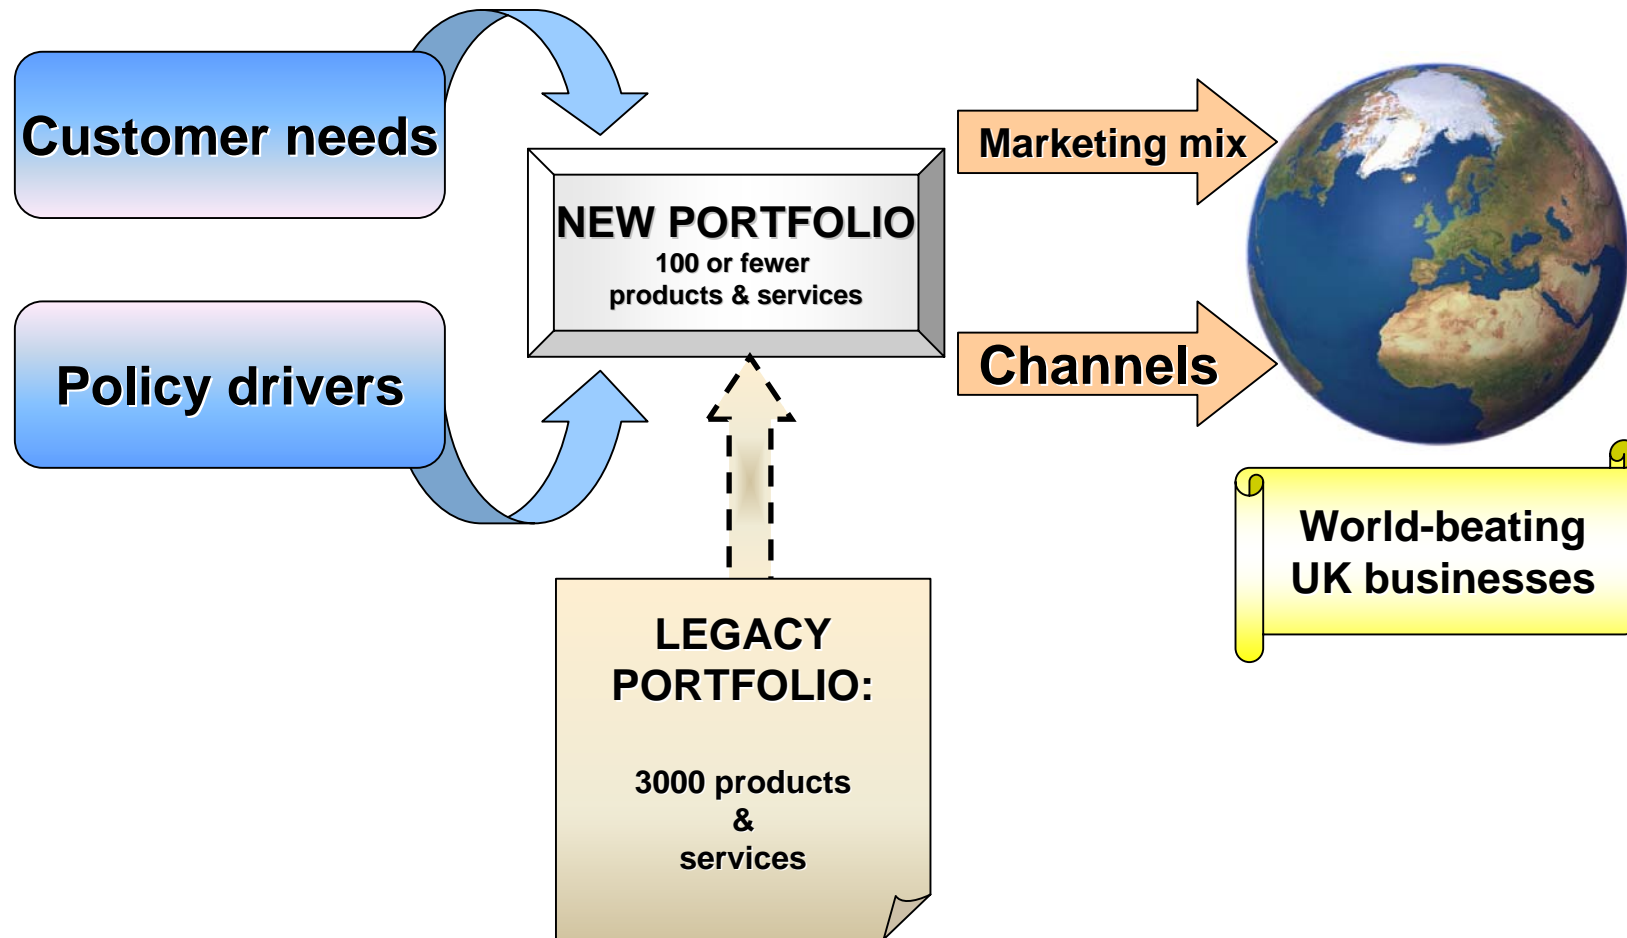 Customer needs
Policy drivers
NEW PORTFOLIO
100 or fewer
products & services
LEGACY
PORTFOLIO:
3000 products
&
services
Marketing mix
Channels
World-beating
UK businesses